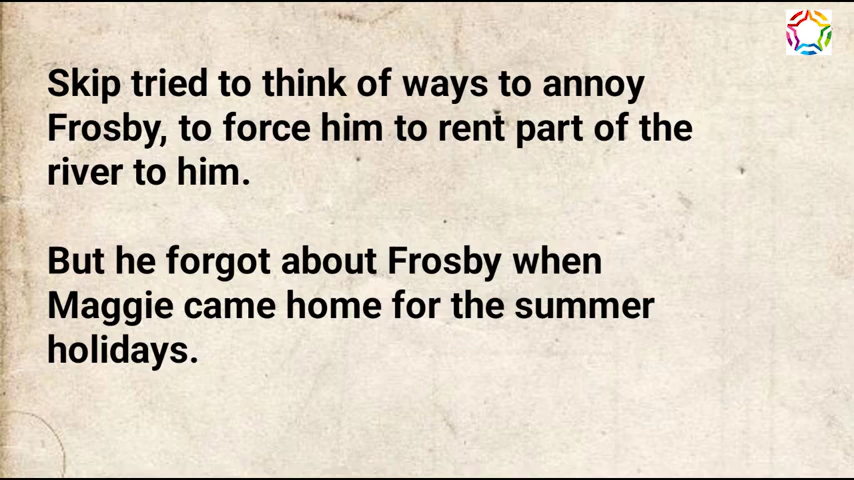 Skip tried to think of ways to annoy
Frosby, to force him to rent part of the
river to him.
But he forgot about Frosby when
Maggie came home for the summer
holidays.